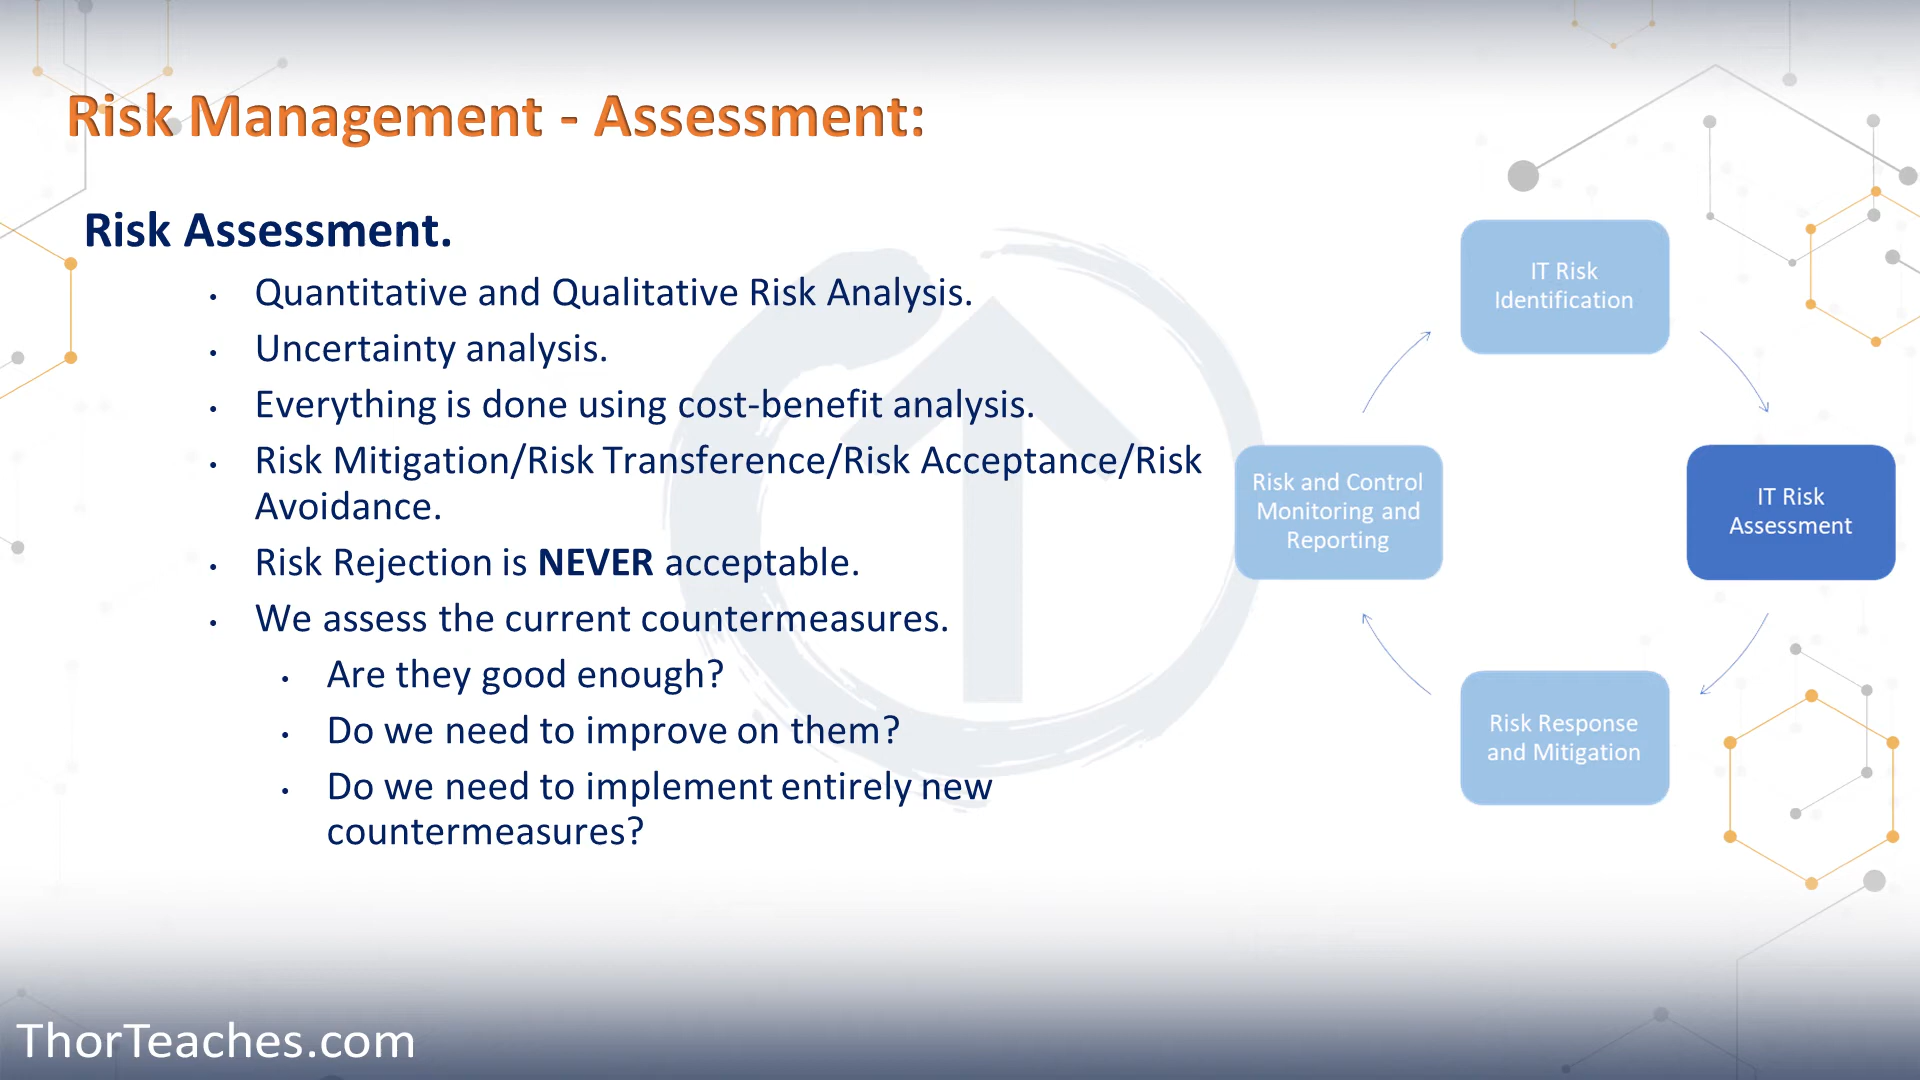 Risk Management - Assessment:
Risk Assessment.
• Quantitative and Qualitative Risk Analysis.
• Uncertainty analysis.
• Everything is done using cost-benefit analysis.
• Risk Mitigation/Risk Transference/Risk Acceptance/Risk
Avoidance.
• Risk Rejection is NEVER acceptable.
• We assess the current countermeasures.
• Are they good enough?
• Do we need to improve on them?
• Do we need to implement entirely new
countermeasures?
IT Risk
Identification
IT Risk
Assessment
Risk Response
and Mitigation
Risk and Control
Monitoring and
Reporting
ThorTeaches.com